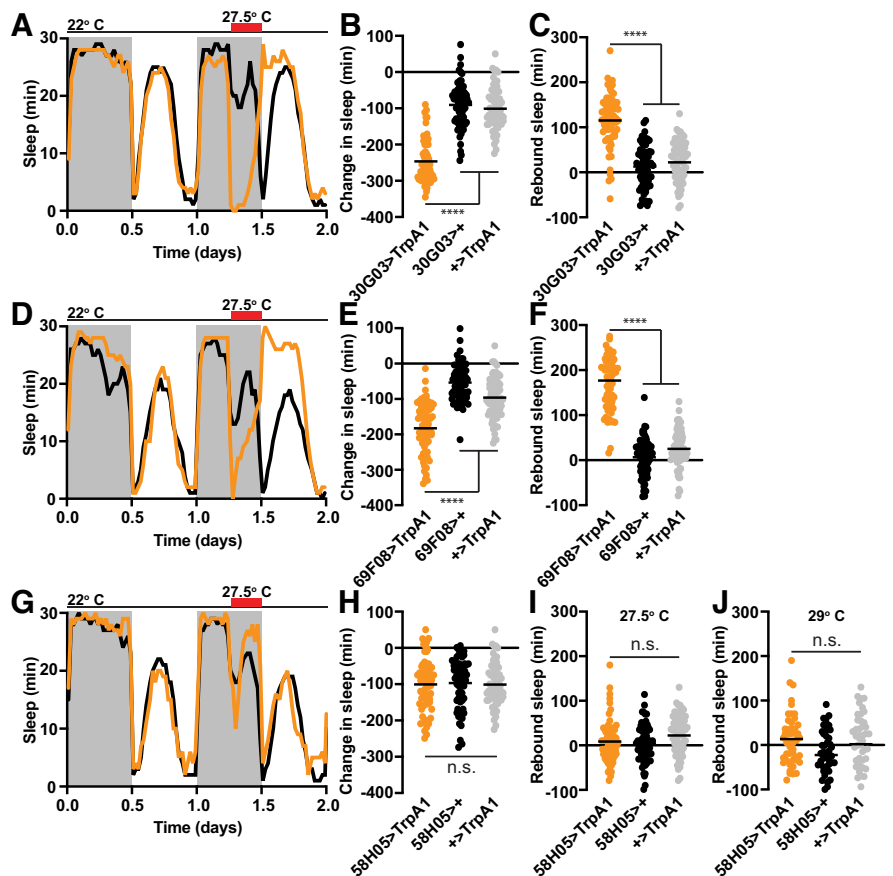 A
22° C
27.5° C
Sleep (min)
30
20
10
0
0.0
0.5
1.0
1.5
2.0
Time (days)
B
Change in sleep (min)
100
0
-100
-200
-300
-400
****
30G03>TrpA1
30G03>+
+>TrpA1
C
Rebound sleep (min)
300
200
100
0
-100
****
30G03>TrpA1
30G03>+
+>TrpA1
D
22° C
27.5° C
Sleep (min)
30
20
10
0
0.0
0.5
1.0
1.5
2.0
Time (days)
E
Change in sleep (min)
100
0
-100
-200
-300
-400
****
69F08>TrpA1
69F08>+
+>TrpA1
F
Rebound sleep (min)
300
200
100
0
-100
****
69F08>TrpA1
69F08>+
+>TrpA1
G
22° C
27.5° C
Sleep (min)
30
20
10
0
0.0
0.5
1.0
1.5
2.0
Time (days)
H
Change in sleep (min)
100
0
-100
-200
-300
-400
n.s.
58H05>TrpA1
58H05>+
+>TrpA1
I
27.5° C
n.s.
Rebound sleep (min)
300
200
100
0
-100
58H05>TrpA1
58H05>+
+>TrpA1
J
29° C
n.s.
Rebound sleep (min)
300
200
100
0
-100
58H05>TrpA1
58H05>+
+>TrpA1